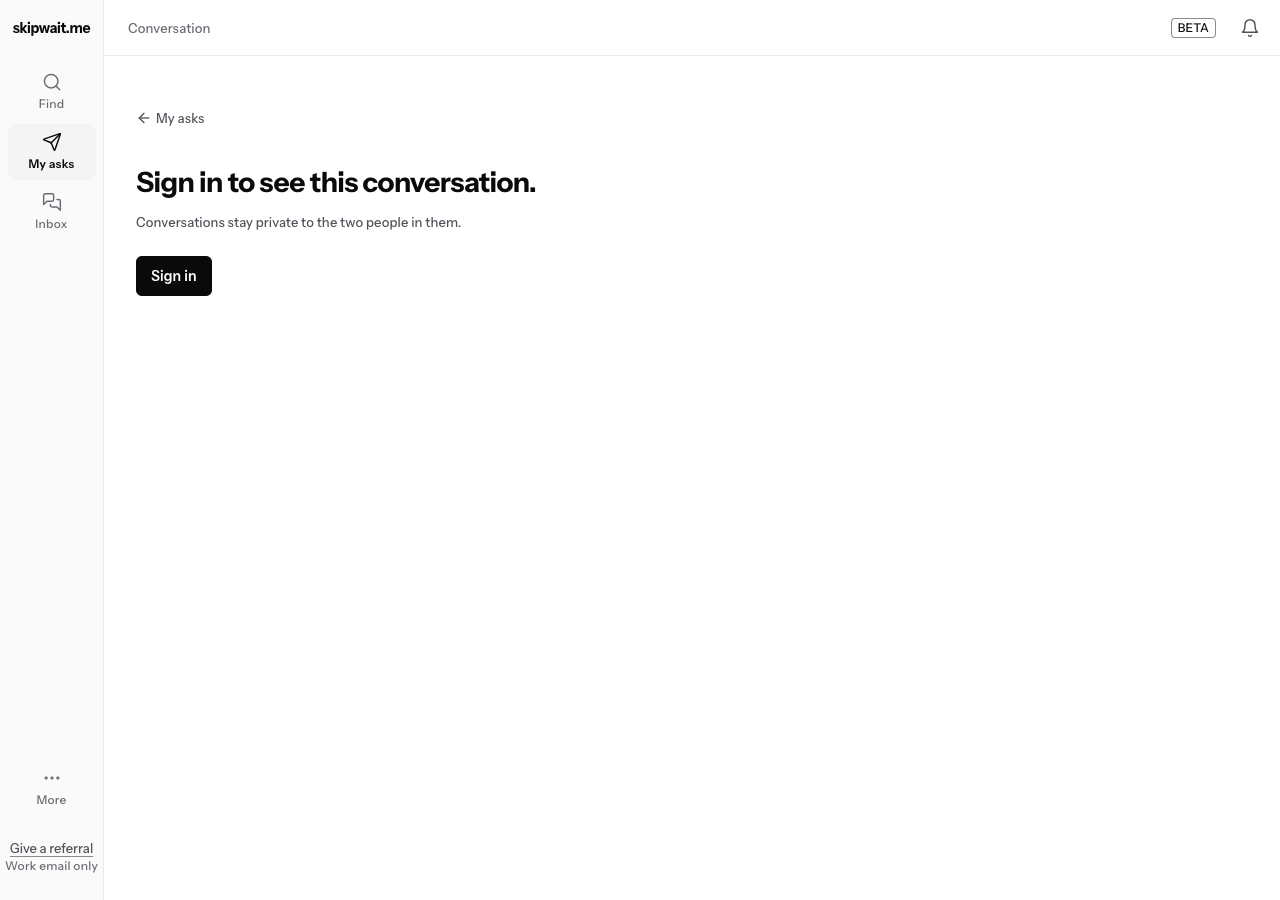 skipwait.me
Conversation
BETA
Find
My asks
Inbox
My asks
Sign in to see this conversation.
Conversations stay private to the two people in them.
Sign in
More
Give a referral
Work email only